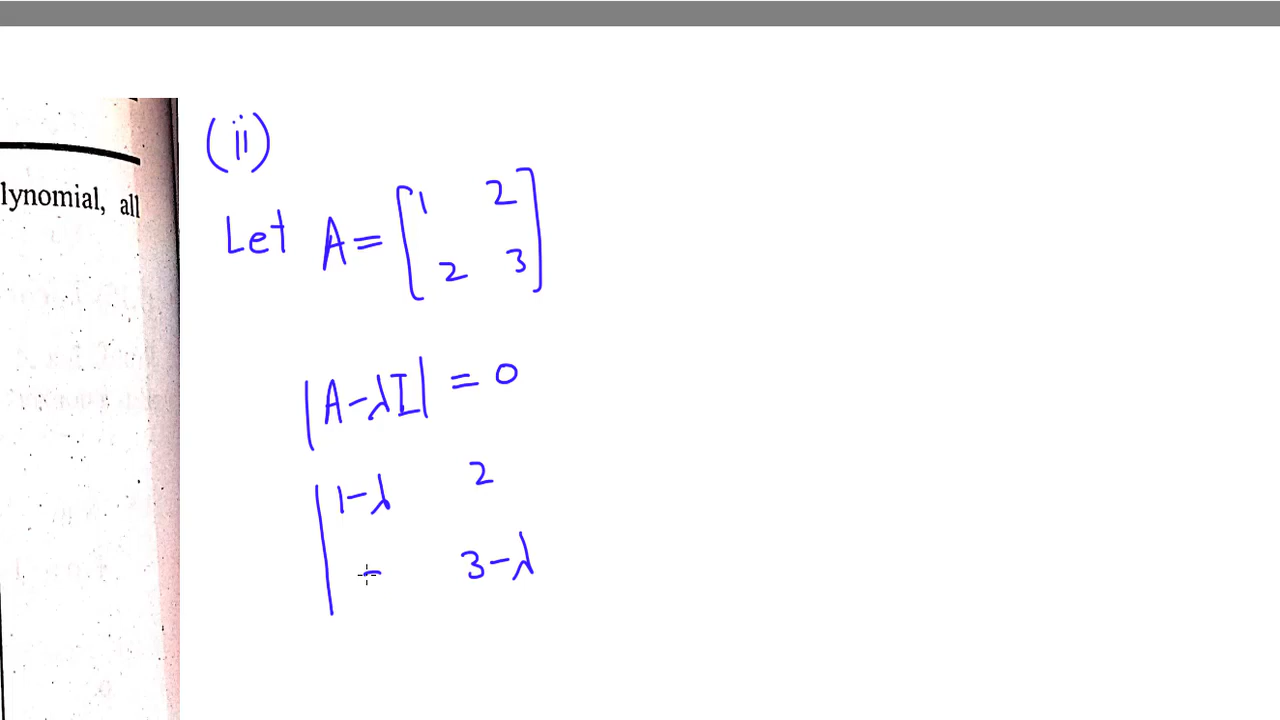 lynomial, all
(ii)
Let A = [1 2
2 3]
|A-λI| = 0
|1-λ 2
- 3-λ